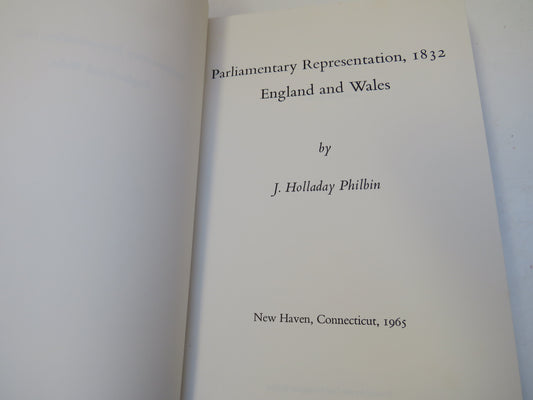 Parliamentary Representation, 1832
England and Wales
by
J. Holladay Philbin
New Haven, Connecticut, 1965